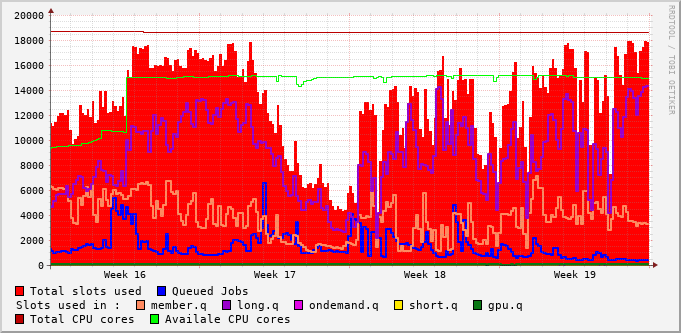 20000
18000
16000
14000
12000
10000
8000
6000
4000
2000
0
Week 16 Week 17 Week 18 Week 19
RRDTOOL / TOBI OETIKER
Total slots used Queued Jobs
Slots used in : member.q long.q ondemand.q short.q gpu.q
Total CPU cores Availale CPU cores